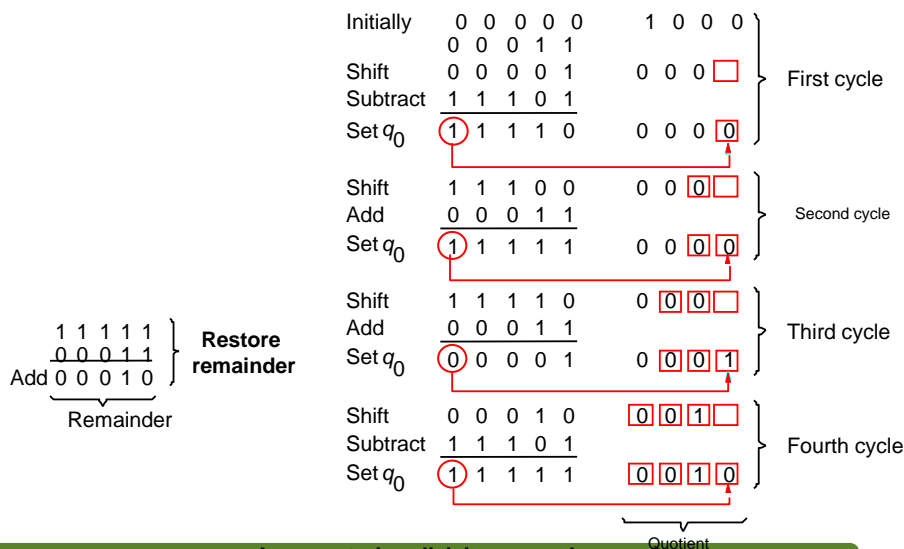 Initially 0 0 0 0 0 1 0 0 0
0 0 0 1 1
Shift 0 0 0 0 1 0 0 0
Subtract 1 1 1 0 1
First cycle
Set q0 1 1 1 1 0 0 0 0 0
Shift 1 1 1 0 0 0 0 0
Add 0 0 0 1 1
Second cycle
Set q0 1 1 1 1 1 0 0 0 0
Shift 1 1 1 1 0 0 0 0
Add 0 0 0 1 1
Third cycle
Set q0 0 0 0 0 1 0 0 0 1
Shift 0 0 0 1 0 0 0 1
Subtract 1 1 1 0 1
Fourth cycle
Set q0 1 1 1 1 1 0 0 1 0
Quotient
1 1 1 1 1
0 0 0 1 1
Add 0 0 0 1 0
Restore
remainder
Remainder